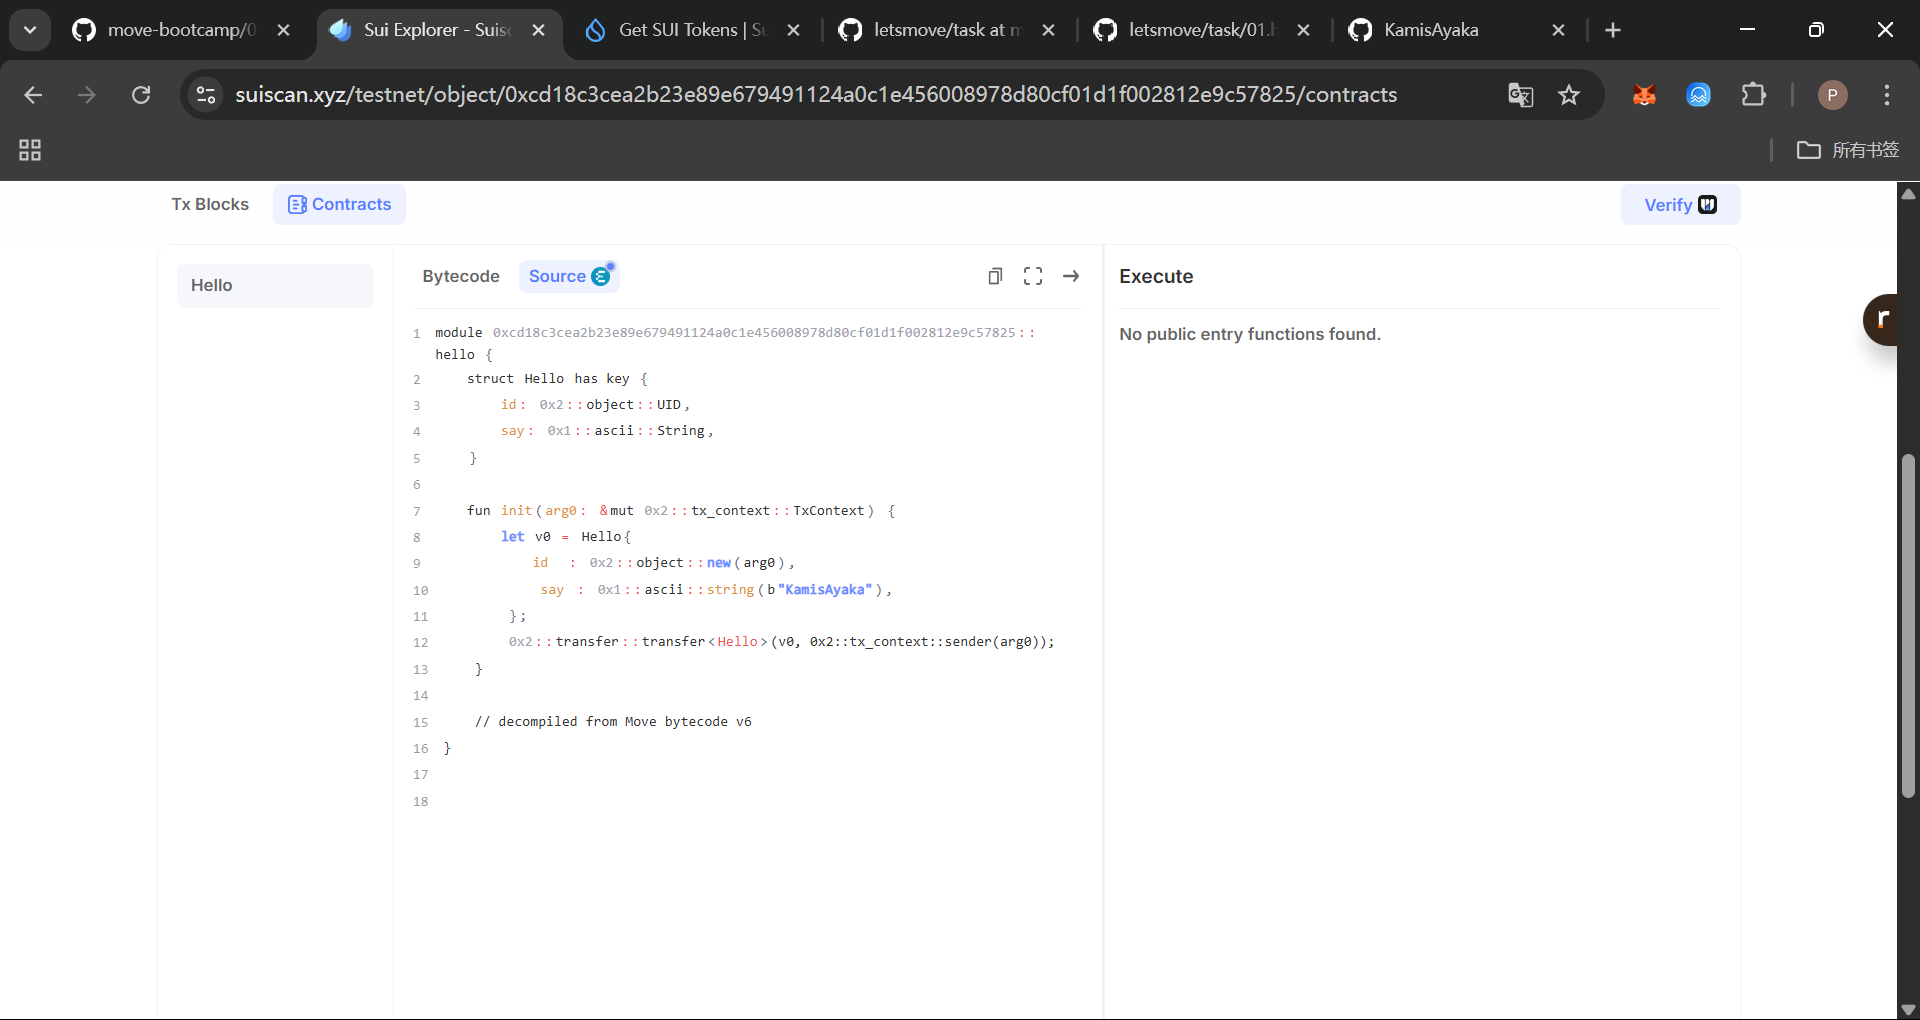 move-bootcamp/0
Sui Explorer - Suisc
Get SUI Tokens | Su
letsmove/task at m
letsmove/task/01.h
KamisAyaka
suiscan.xyz/testnet/object/0xcd18c3cea2b23e89e679491124a0c1e456008978d80cf01d1f002812e9c57825/contracts
P
所有书签
Tx Blocks
Contracts
Verify
Hello
Bytecode
Source
Execute
No public entry functions found.
r
1 module 0xcd18c3cea2b23e89e679491124a0c1e456008978d80cf01d1f002812e9c57825::
hello {
2 struct Hello has key {
3 id: 0x2::object::UID,
4 say: 0x1::ascii::String,
5 }
6
7 fun init(arg0: &mut 0x2::tx_context::TxContext) {
8 let v0 = Hello{
9 id : 0x2::object::new(arg0),
10 say : 0x1::ascii::string(b"KamisAyaka"),
11 };
12 0x2::transfer::transfer<Hello>(v0, 0x2::tx_context::sender(arg0));
13 }
14
15 // decompiled from Move bytecode v6
16 }
17
18